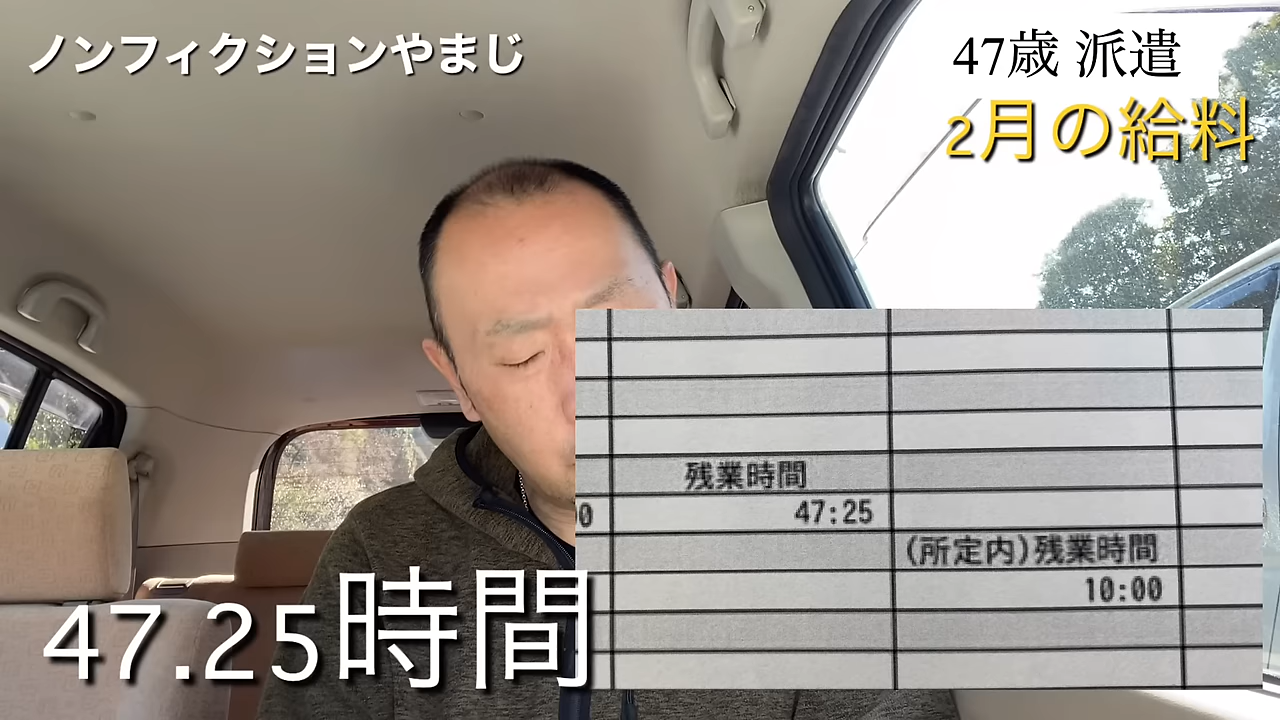 ノンフィクションやまじ
47歳 派遣
2月の給料
残業時間
00
47:25
(所定内)残業時間
10:00
47.25時間